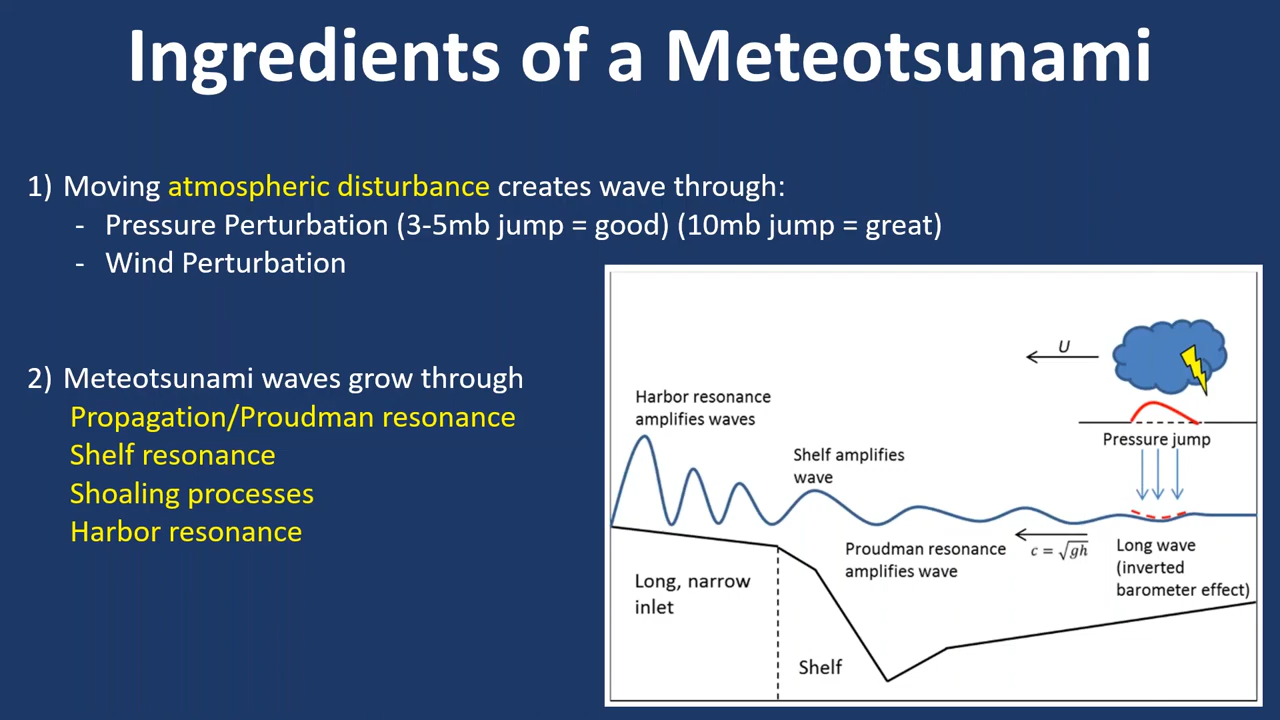 Ingredients of a Meteotsunami
1) Moving atmospheric disturbance creates wave through:
- Pressure Perturbation (3-5mb jump = good) (10mb jump = great)
- Wind Perturbation
2) Meteotsunami waves grow through
Propagation/Proudman resonance
Shelf resonance
Shoaling processes
Harbor resonance
U
Harbor resonance
amplifies waves
Pressure jump
Shelf amplifies
wave
Proudman resonance
amplifies wave
c = √gh
Long wave
(inverted
barometer effect)
Long, narrow
inlet
Shelf